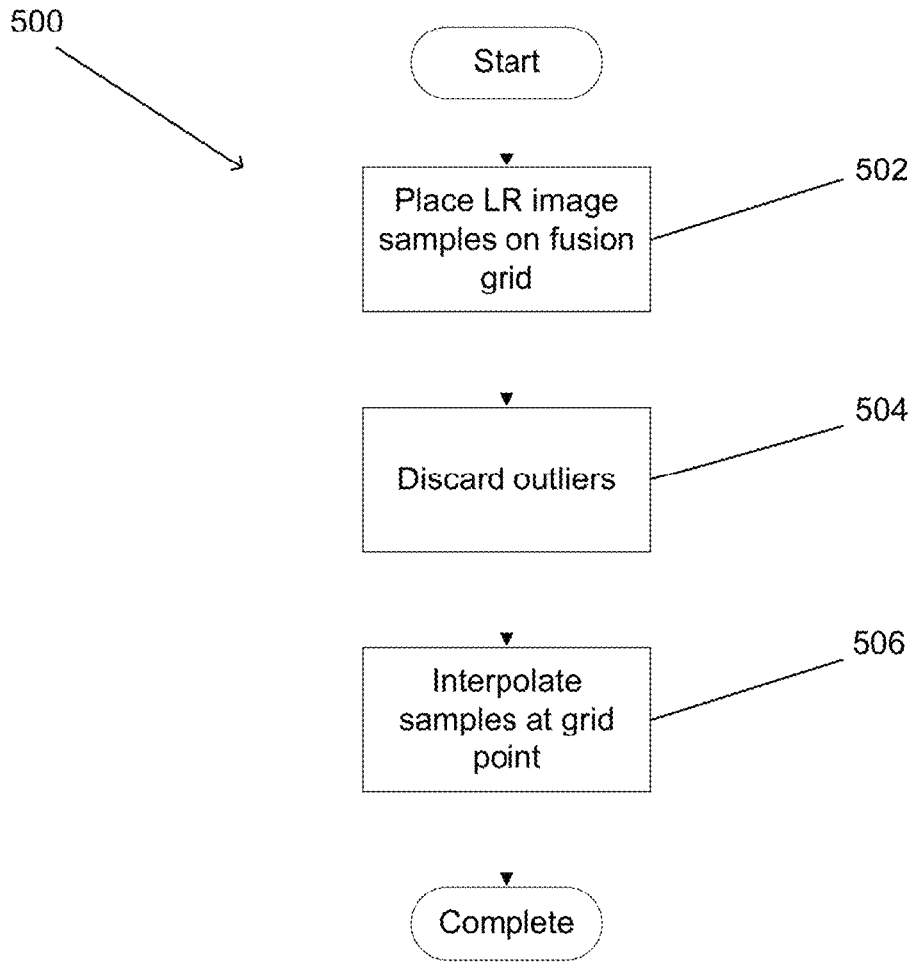 500
Start
502
Place LR image
samples on fusion
grid
504
Discard outliers
506
Interpolate
samples at grid
point
Complete